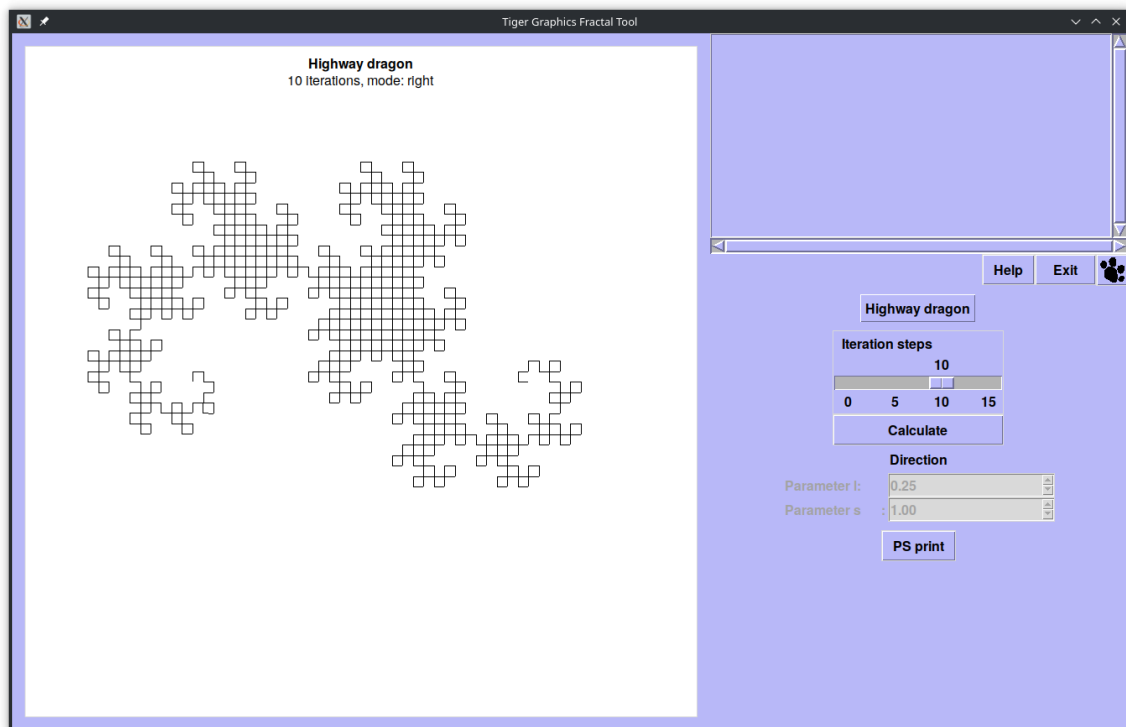 Tiger Graphics Fractal Tool
Highway dragon
10 iterations, mode: right
Help Exit
Highway dragon
Iteration steps
10
0 5 10 15
Calculate
Direction
Parameter l: 0.25
Parameter s : 1.00
PS print